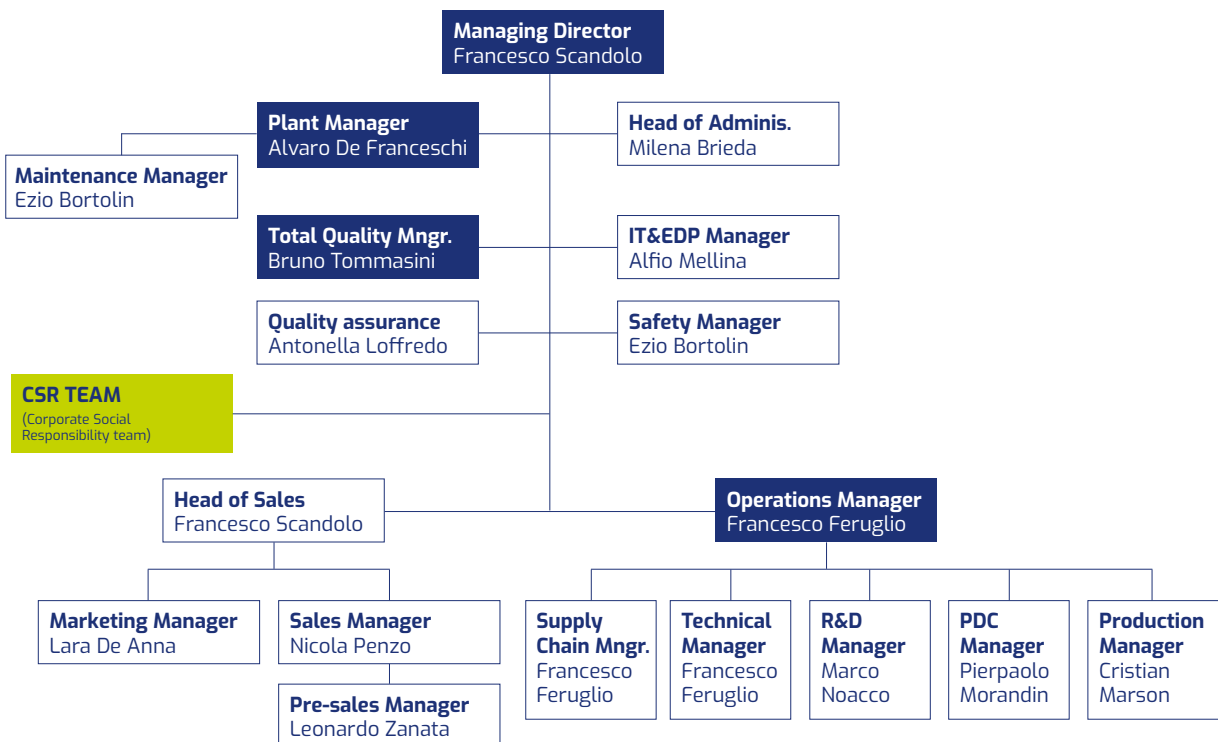 Managing Director
Francesco Scandolo
Plant Manager
Alvaro De Franceschi
Head of Adminis.
Milena Brieda
Maintenance Manager
Ezio Bortolin
Total Quality Mngr.
Bruno Tommasini
IT&EDP Manager
Alfio Mellina
Quality assurance
Antonella Loffredo
Safety Manager
Ezio Bortolin
CSR TEAM
(Corporate Social
Responsibility team)
Head of Sales
Francesco Scandolo
Operations Manager
Francesco Feruglio
Marketing Manager
Lara De Anna
Sales Manager
Nicola Penzo
Pre-sales Manager
Leonardo Zanata
Supply
Chain Mngr.
Francesco
Feruglio
Technical
Manager
Francesco
Feruglio
R&D
Manager
Marco
Noacco
PDC
Manager
Pierpaolo
Morandin
Production
Manager
Cristian
Marson